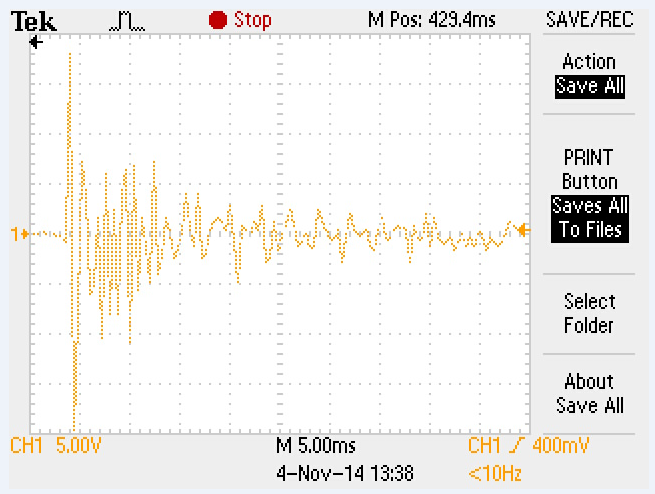 Tek Stop M Pos: 429.4ms SAVE/REC
Action
Save All
PRINT
Button
Saves All
To Files
Select
Folder
About
Save All
1
CH1 5.00V M 5.00ms CH1 400mV
4-Nov-14 13:38 <10Hz